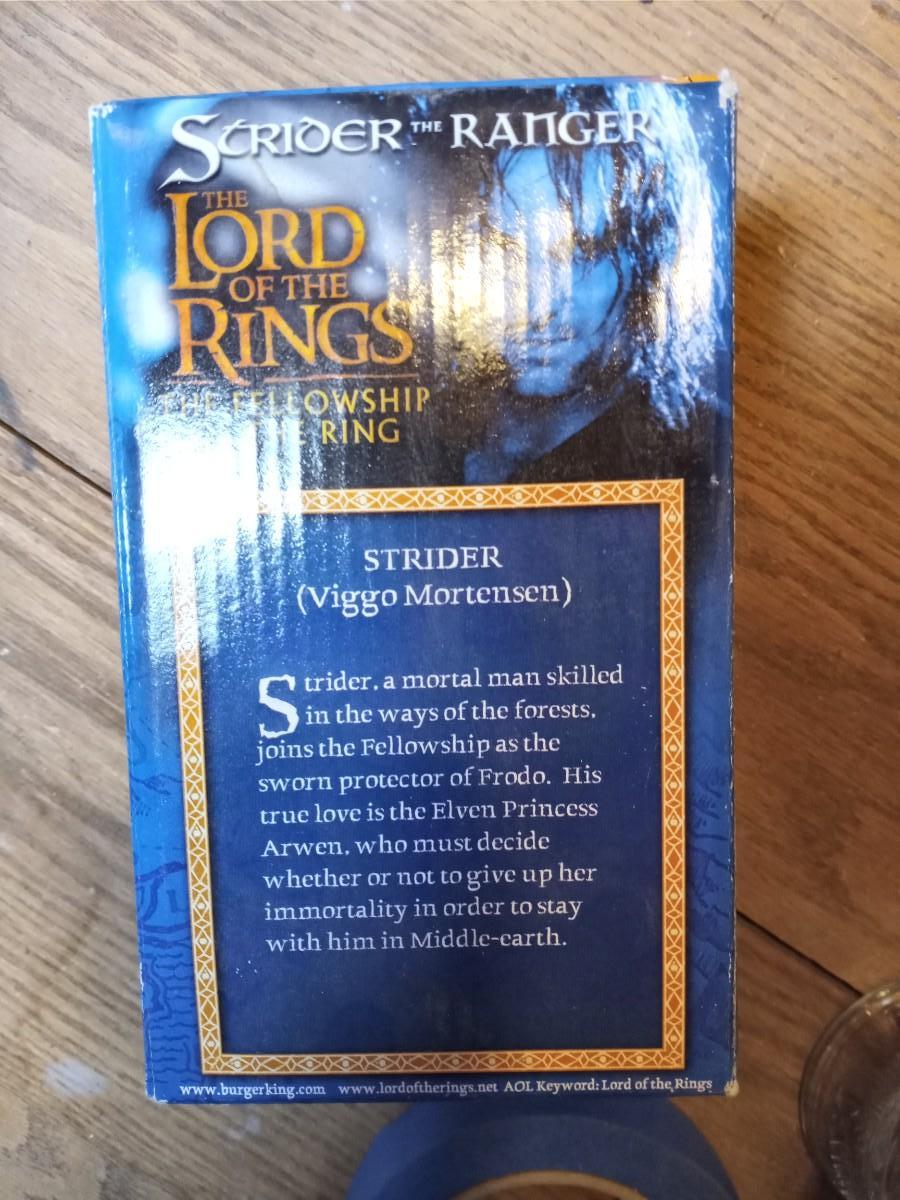 STRIDER THE RANGER
THE
LORD
OF THE
RINGS
THE FELLOWSHIP
THE RING
STRIDER
(Viggo Mortensen)
Strider, a mortal man skilled
in the ways of the forests,
joins the Fellowship as the
sworn protector of Frodo. His
true love is the Elven Princess
Arwen, who must decide
whether or not to give up her
immortality in order to stay
with him in Middle-earth.
www.burgerking.com www.lordoftherings.net AOL Keyword: Lord of the Rings